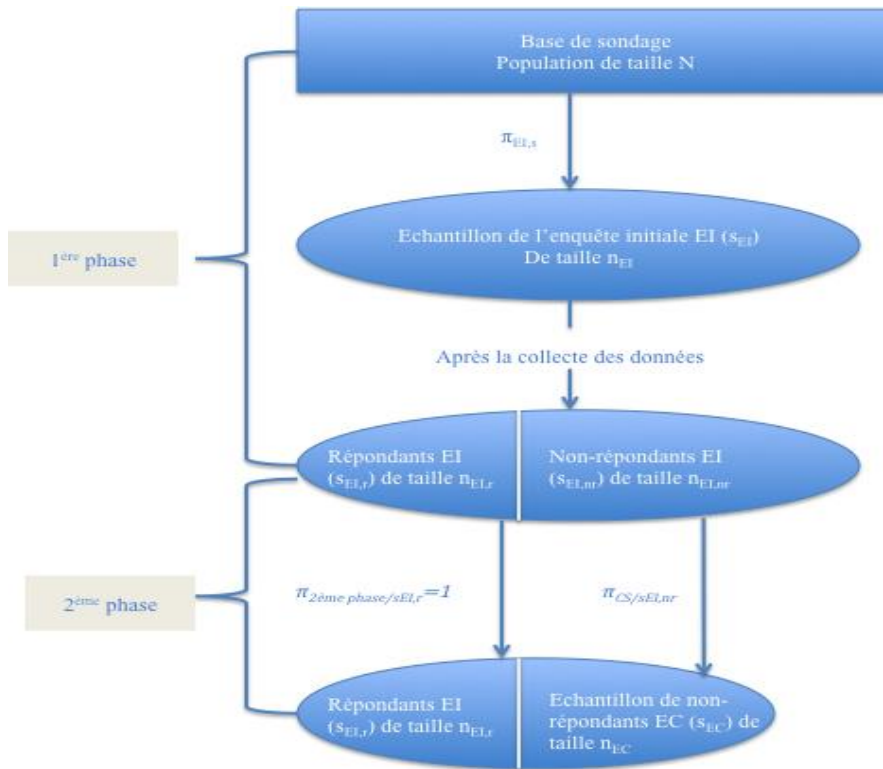 Base de sondage
Population de taille N
π_EI,s
Echantillon de l'enquête initiale EI (s_EI)
De taille n_EI
1ère phase
Après la collecte des données
Répondants EI
(s_EI,r) de taille n_EI,r
Non-répondants EI
(s_EI,nr) de taille n_EI,nr
2ème phase
π_2ème phase/sEI,r=1
π_CS/sEI,nr
Répondants EI
(s_EI,r) de taille n_EI,r
Echantillon de non-
répondants EC (s_EC) de
taille n_EC